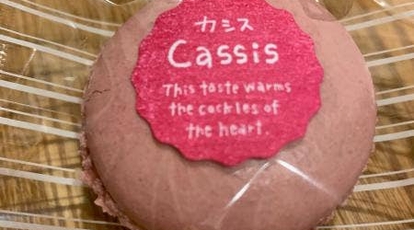 カシス
Cassis
This taste warms
the cockles of
the heart.